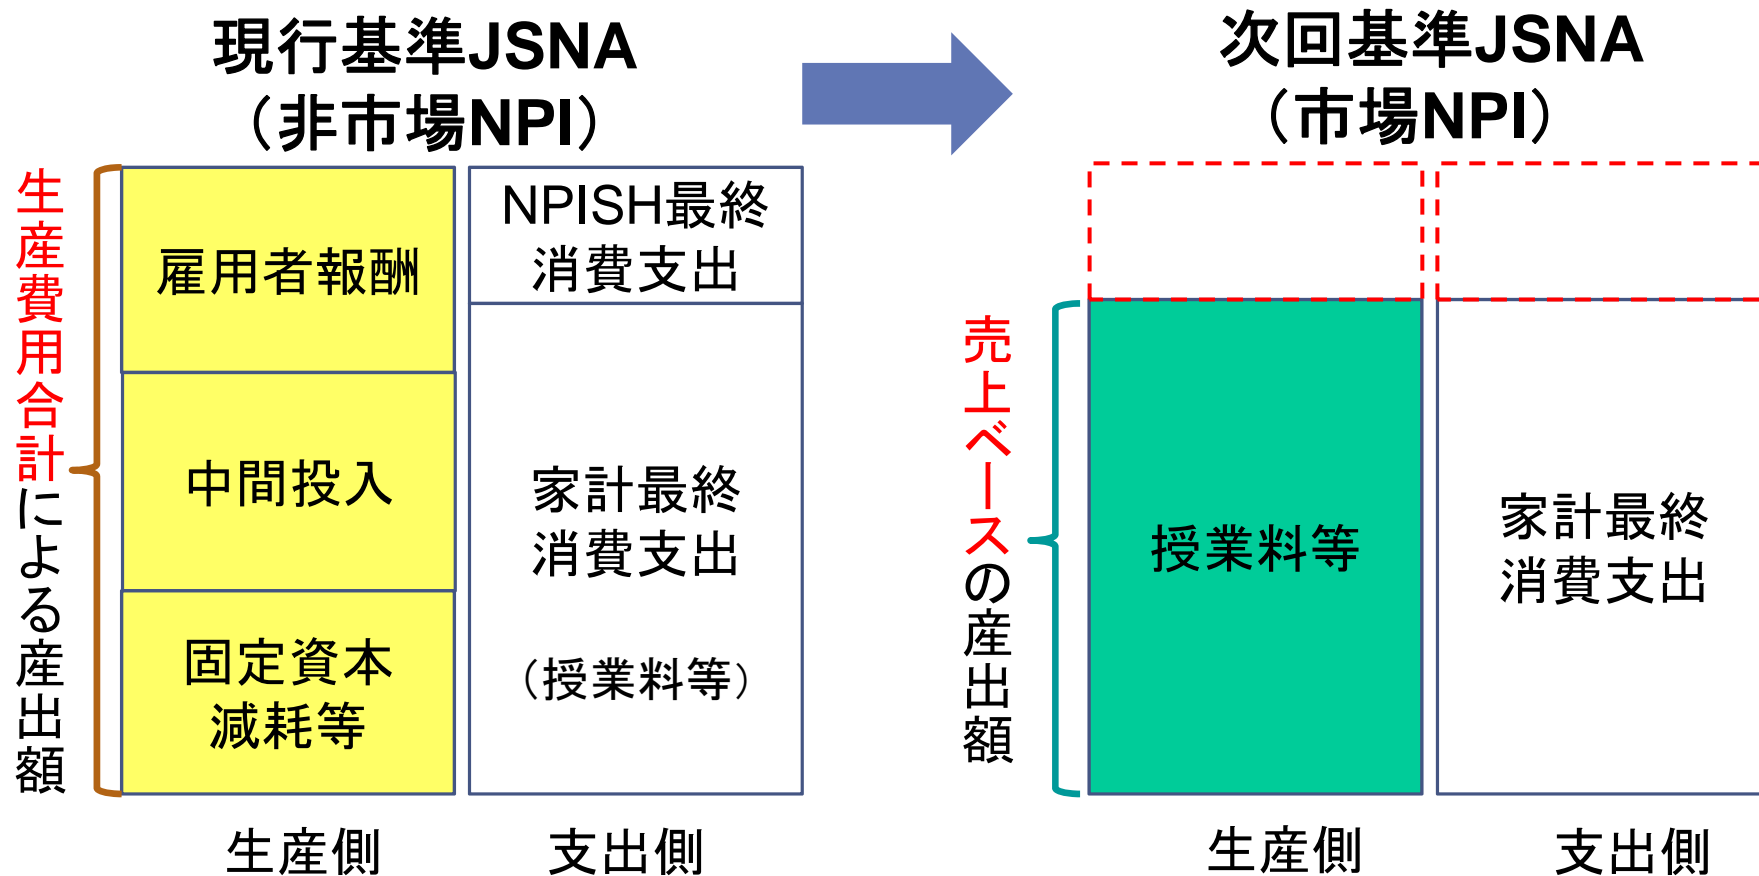 現行基準JSNA
（非市場NPI）
次回基準JSNA
（市場NPI）
生産費用合計による産出額
雇用者報酬
中間投入
固定資本
減耗等
NPISH最終
消費支出
家計最終
消費支出
（授業料等）
生産側
支出側
売上ベースの産出額
授業料等
家計最終
消費支出
生産側
支出側